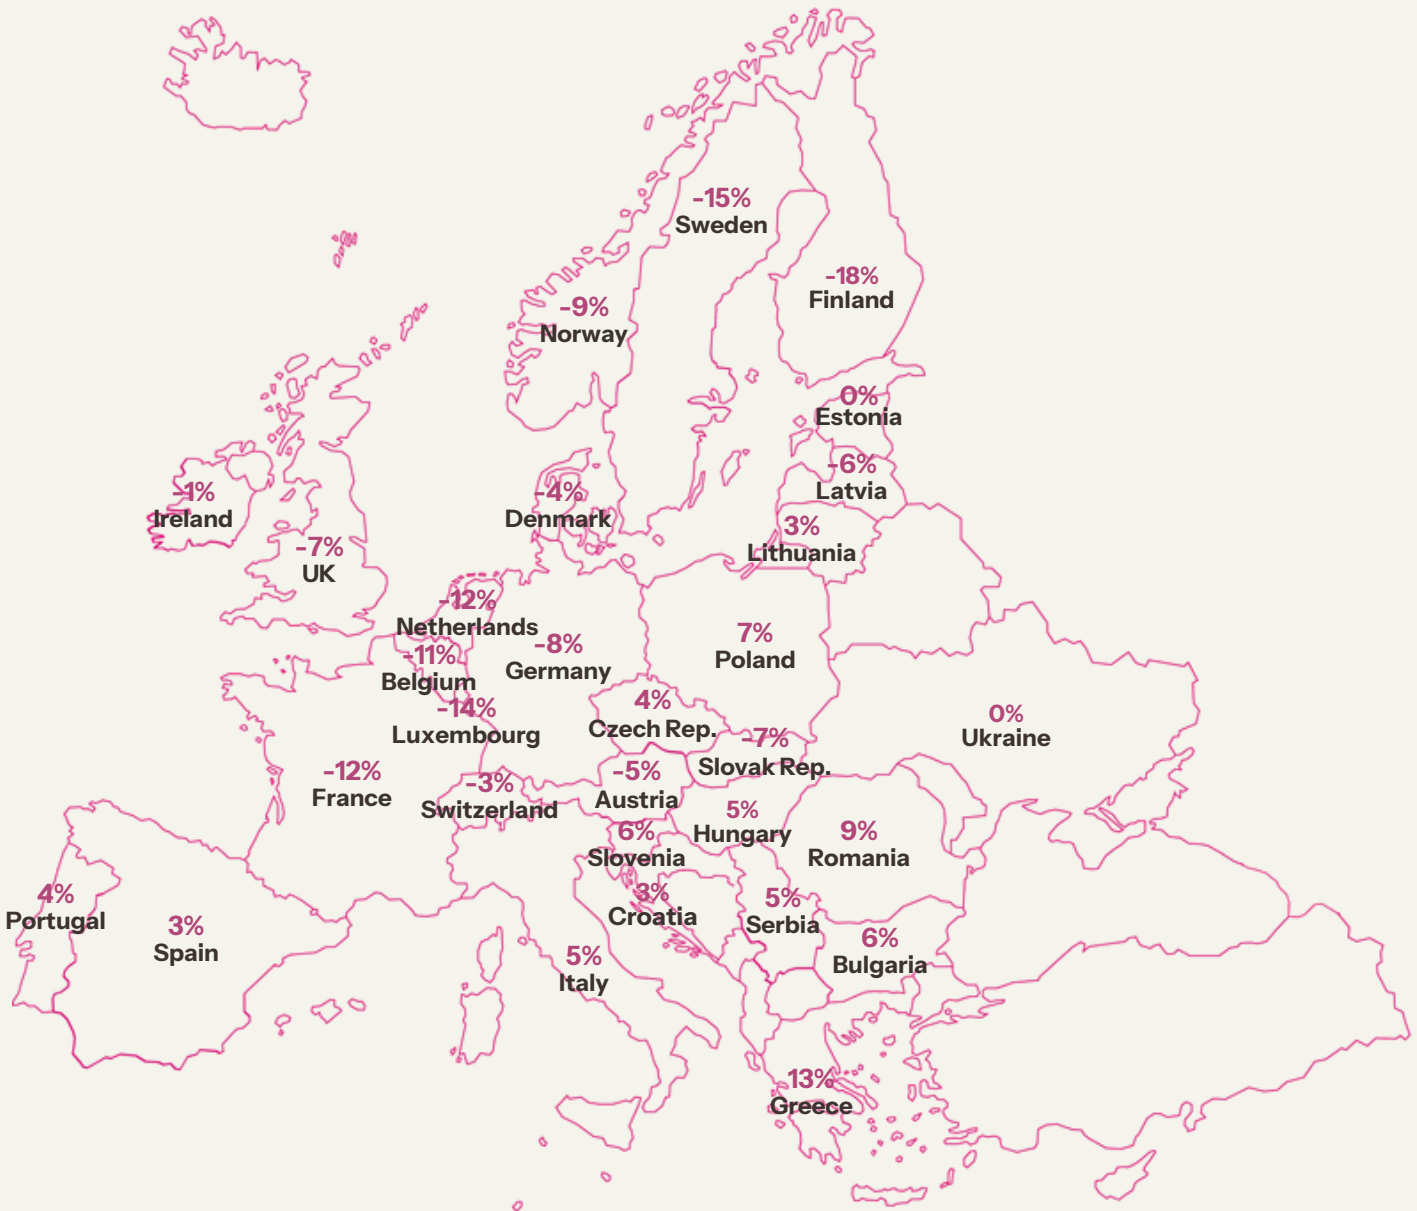 -15%
Sweden
-18%
Finland
-9%
Norway
0%
Estonia
-6%
Latvia
-1%
Ireland
-4%
Denmark
3%
Lithuania
-7%
UK
-12%
Netherlands
7%
Poland
-8%
Germany
-11%
Belgium
4%
Czech Rep.
-14%
Luxembourg
0%
Ukraine
-7%
Slovak Rep.
-12%
France
-3%
Switzerland
-5%
Austria
5%
Hungary
6%
Slovenia
9%
Romania
4%
Portugal
3%
Spain
3%
Croatia
5%
Serbia
6%
Bulgaria
5%
Italy
13%
Greece